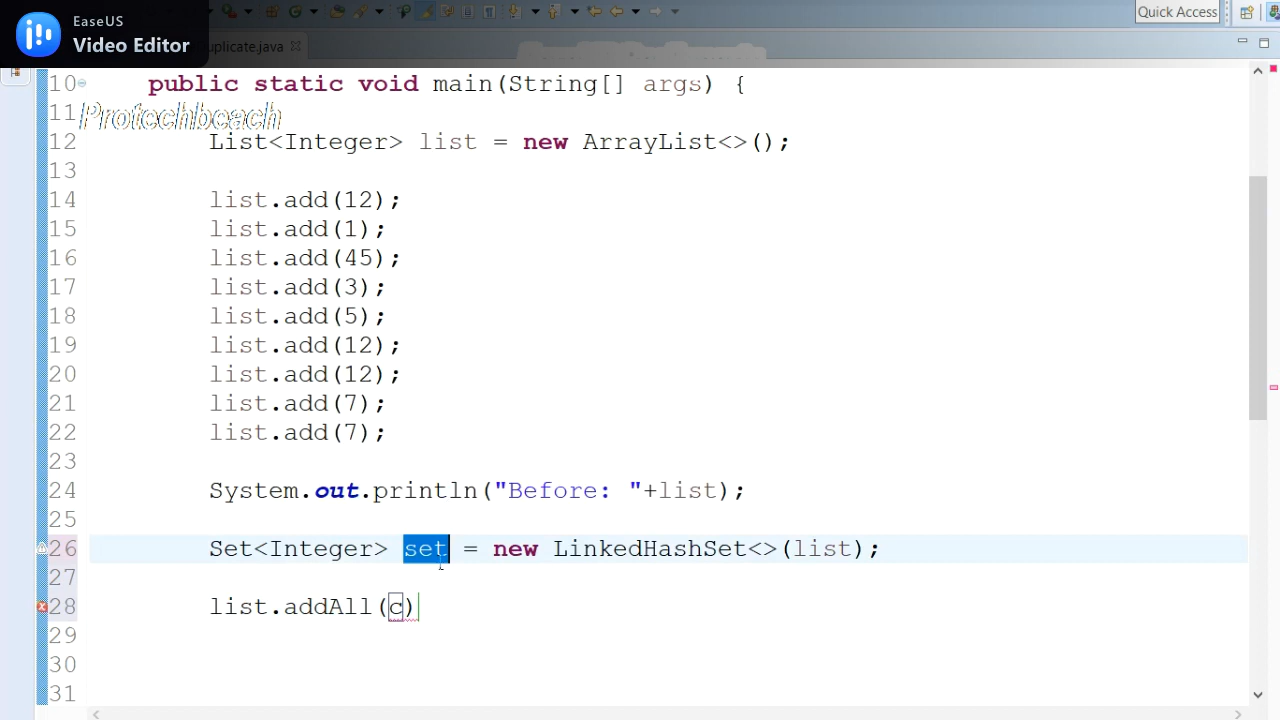 EaseUS
Video Editor
Quick Access
uplicate.java
10 public static void main(String[] args) {
11
Protechbeach
12 List<Integer> list = new ArrayList<>();
13
14 list.add(12);
15 list.add(1);
16 list.add(45);
17 list.add(3);
18 list.add(5);
19 list.add(12);
20 list.add(12);
21 list.add(7);
22 list.add(7);
23
24 System.out.println("Before: "+list);
25
26 Set<Integer> set = new LinkedHashSet<>(list);
27
28 list.addAll(c)
29
30
31